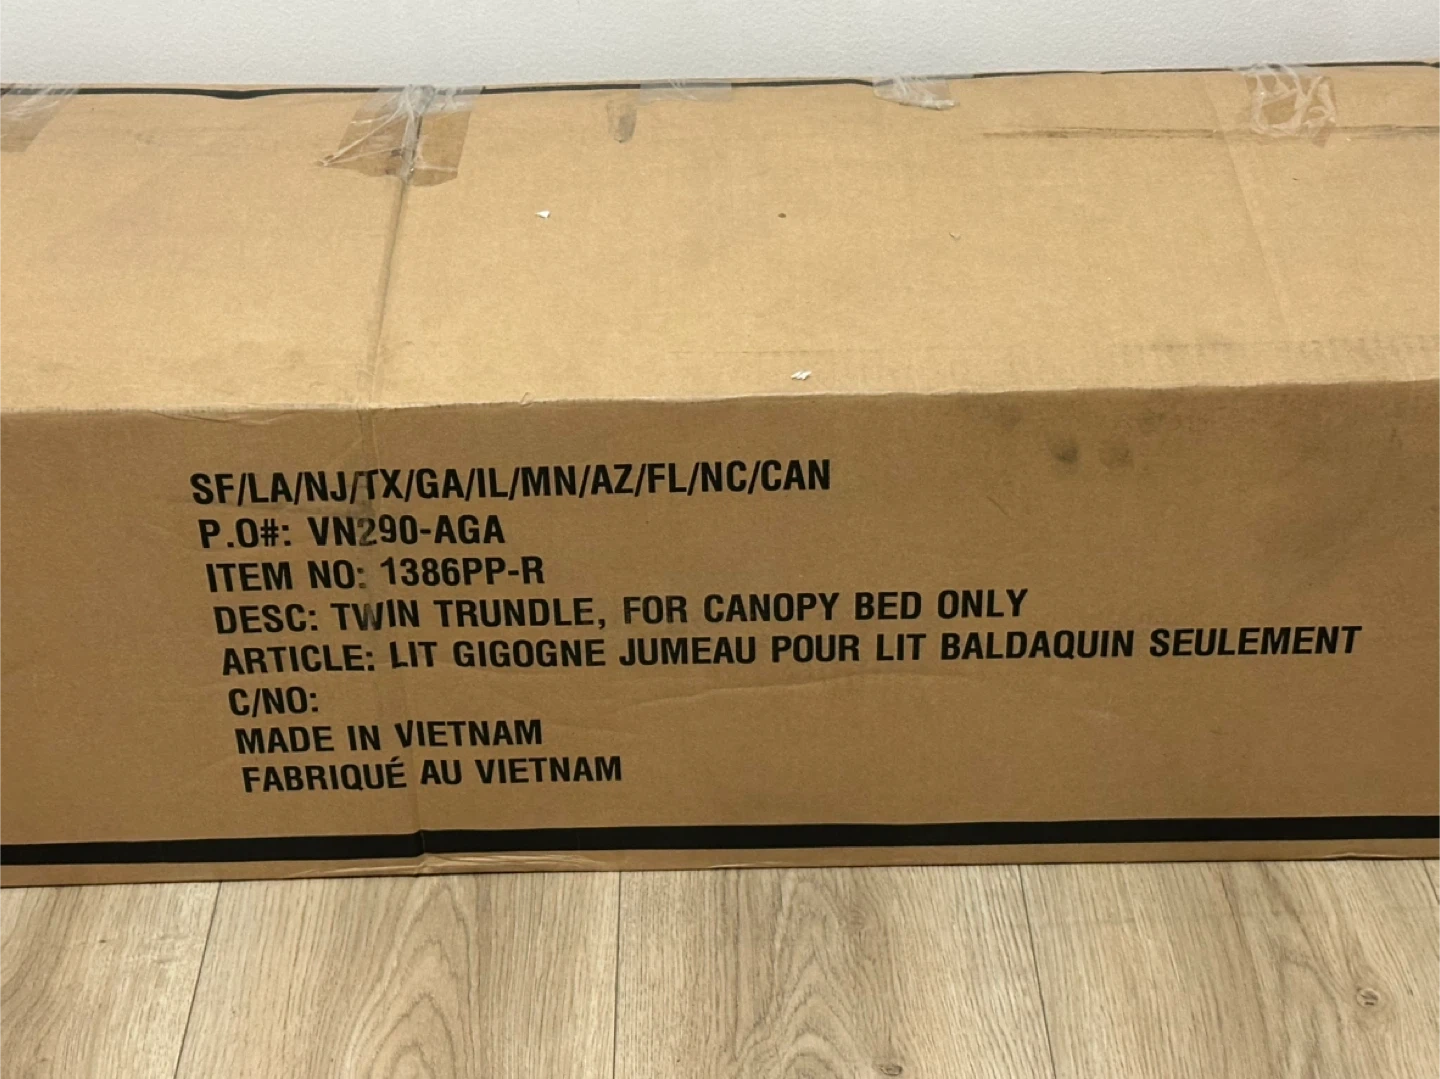 SF/LA/NJ/TX/GA/IL/MN/AZ/FL/NC/CAN
P.O#: VN290-AGA
ITEM NO: 1386PP-R
DESC: TWIN TRUNDLE, FOR CANOPY BED ONLY
ARTICLE: LIT GIGOGNE JUMEAU POUR LIT BALDAQUIN SEULEMENT
C/NO:
MADE IN VIETNAM
FABRIQUÉ AU VIETNAM